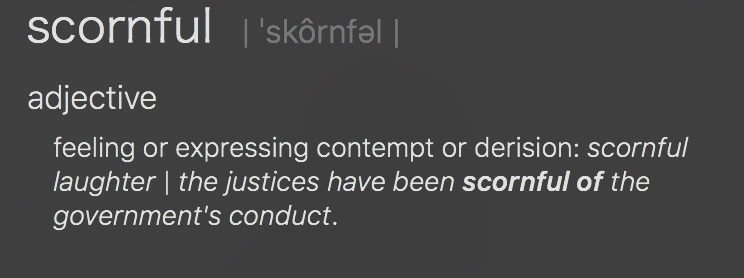 scornful | 'skôrnfəl |
adjective
feeling or expressing contempt or derision: scornful
laughter | the justices have been scornful of the
government's conduct.